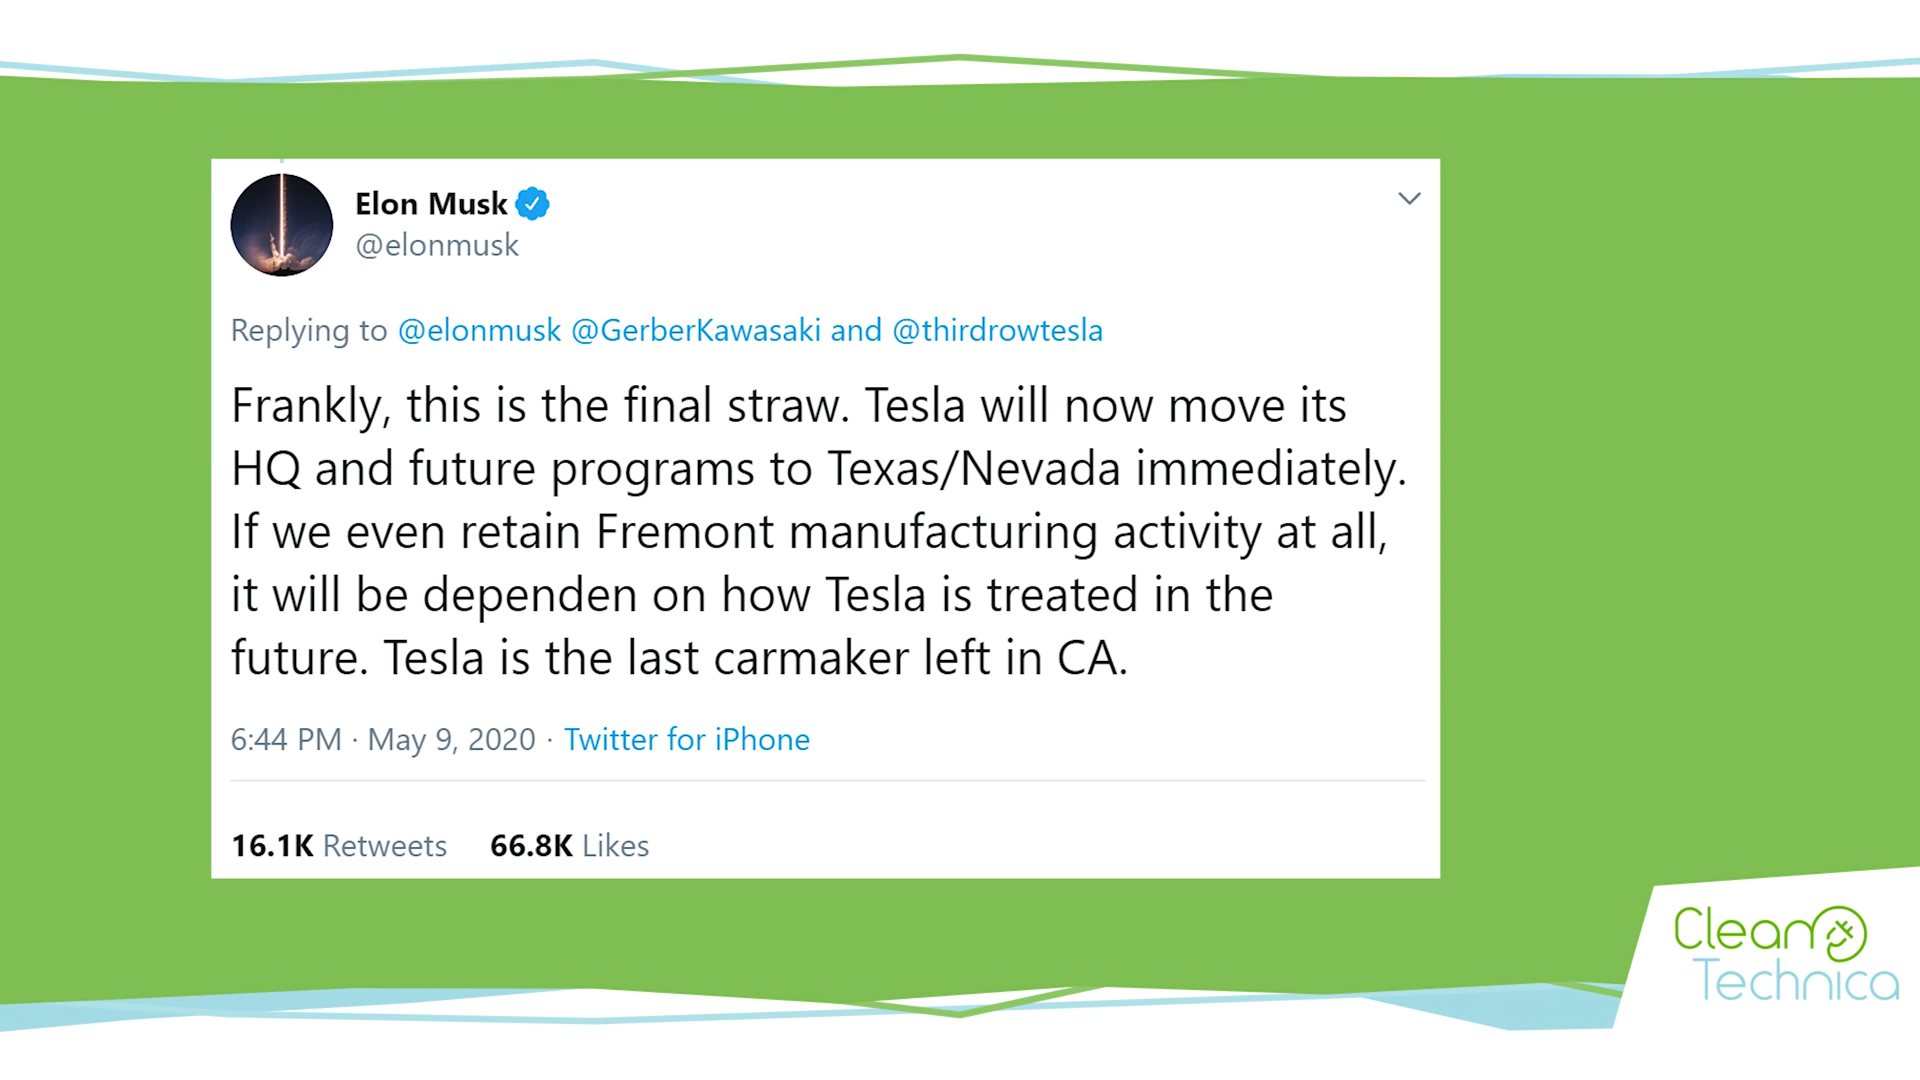 Elon Musk
@elonmusk
Replying to @elonmusk @GerberKawasaki and @thirdrowtesla
Frankly, this is the final straw. Tesla will now move its
HQ and future programs to Texas/Nevada immediately.
If we even retain Fremont manufacturing activity at all,
it will be dependen on how Tesla is treated in the
future. Tesla is the last carmaker left in CA.
6:44 PM · May 9, 2020 · Twitter for iPhone
16.1K Retweets 66.8K Likes
Clean
Technica